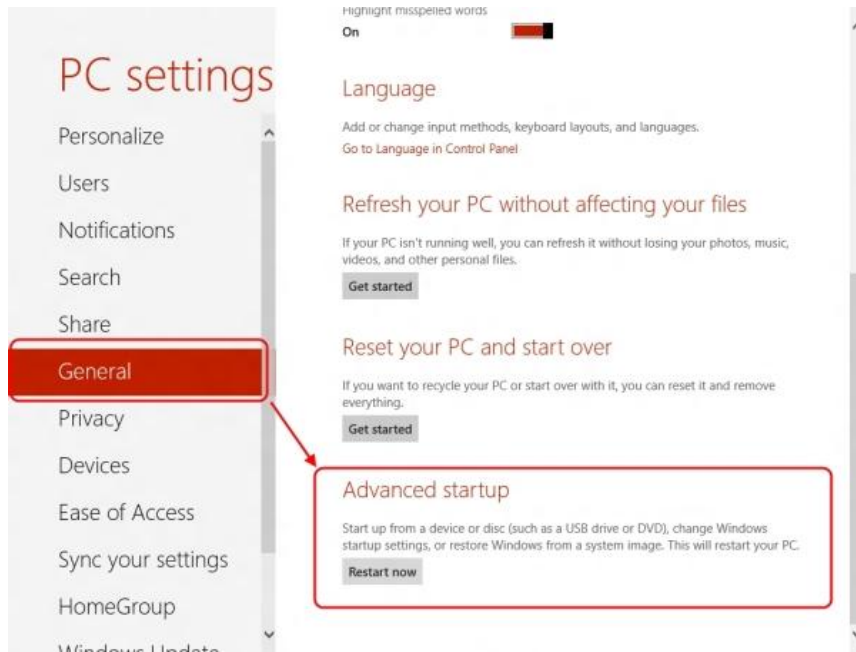 PC settings
Personalize
Users
Notifications
Search
Share
General
Privacy
Devices
Ease of Access
Sync your settings
HomeGroup
Windows Update
Highlight misspelled words
On
Language
Add or change input methods, keyboard layouts, and languages.
Go to Language in Control Panel
Refresh your PC without affecting your files
If your PC isn't running well, you can refresh it without losing your photos, music,
videos, and other personal files.
Get started
Reset your PC and start over
If you want to recycle your PC or start over with it, you can reset it and remove
everything.
Get started
Advanced startup
Start up from a device or disc (such as a USB drive or DVD), change Windows
startup settings, or restore Windows from a system image. This will restart your PC.
Restart now